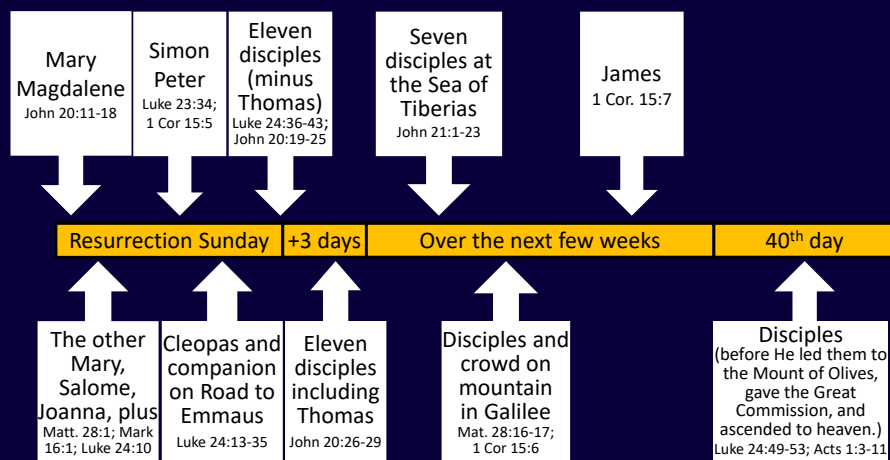 Mary
Magdalene
John 20:11-18
Simon
Peter
Luke 23:34;
1 Cor 15:5
Eleven
disciples
(minus
Thomas)
Luke 24:36-43;
John 20:19-25
Seven
disciples at
the Sea of
Tiberias
John 21:1-23
James
1 Cor. 15:7
Resurrection Sunday
+3 days
Over the next few weeks
40th day
The other
Mary,
Salome,
Joanna, plus
Matt. 28:1; Mark
16:1; Luke 24:10
Cleopas and
companion
on Road to
Emmaus
Luke 24:13-35
Eleven
disciples
including
Thomas
John 20:26-29
Disciples and
crowd on
mountain
in Galilee
Mat. 28:16-17;
1 Cor 15:6
Disciples
(before He led them to
the Mount of Olives,
gave the Great
Commission, and
ascended to heaven.)
Luke 24:49-53; Acts 1:3-11